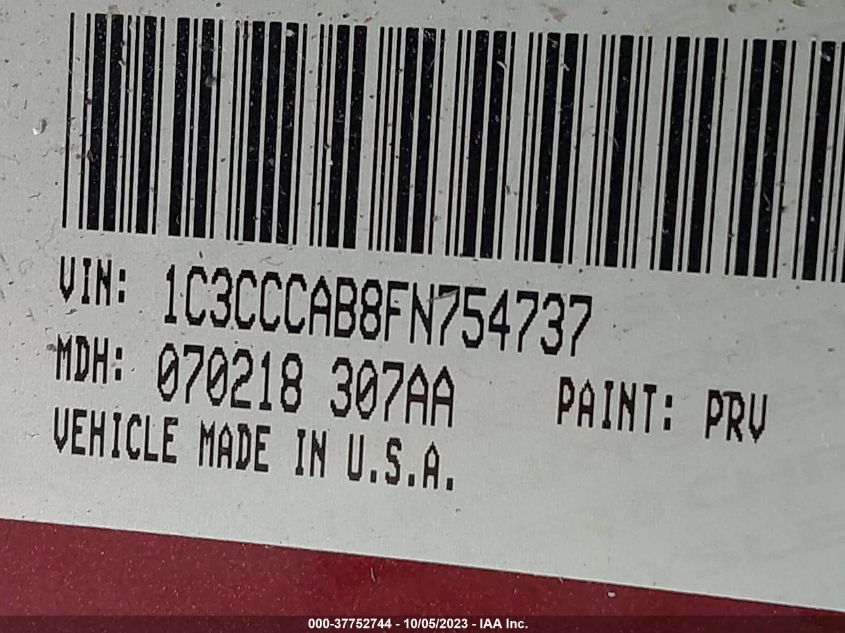 VIN: 1C3CCCAB8FN754737
MDH: 070218 307AA PAINT: PRV
VEHICLE MADE IN U.S.A.
000-37752744 - 10/05/2023 - IAA Inc.